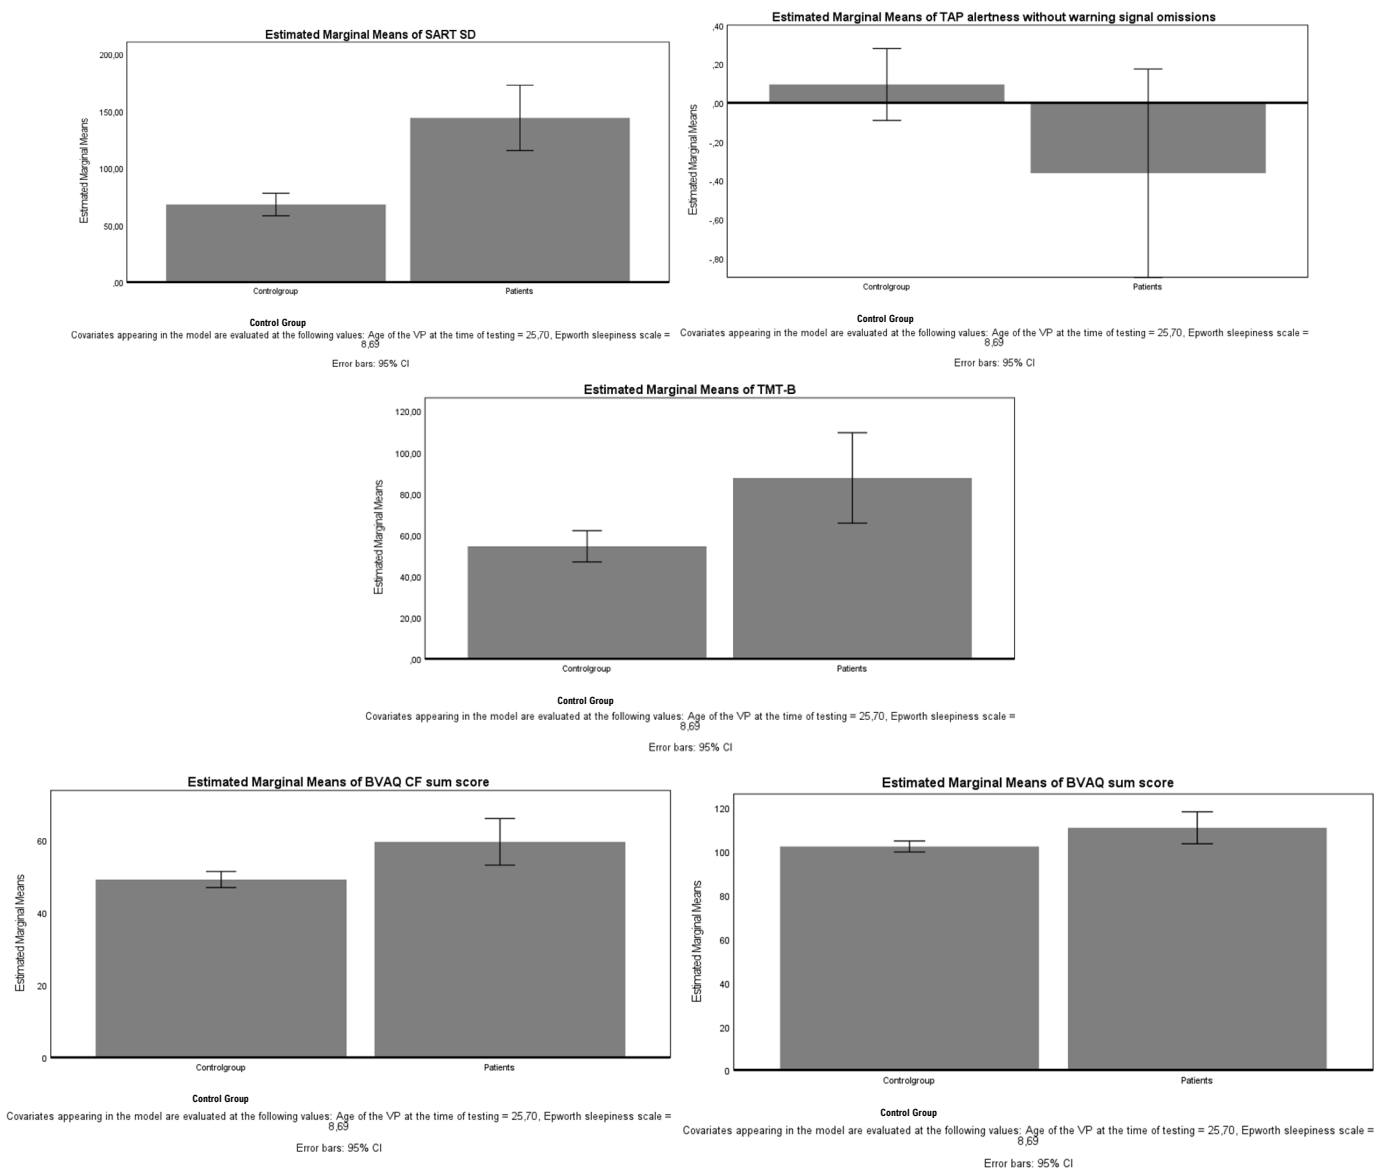 Estimated Marginal Means of SART SD
Estimated Marginal Means
200,00
150,00
100,00
50,00
,00
Controlgroup
Patients
Control Group
Covariates appearing in the model are evaluated at the following values: Age of the VP at the time of testing = 25,70, Epworth sleepiness scale =
8,69
Error bars: 95% CI
Estimated Marginal Means of TAP alertness without warning signal omissions
Estimated Marginal Means
,40
,20
,00
-,20
-,40
-,60
-,80
Controlgroup
Patients
Control Group
Covariates appearing in the model are evaluated at the following values: Age of the VP at the time of testing = 25,70, Epworth sleepiness scale =
8,69
Error bars: 95% CI
Estimated Marginal Means of TMT-B
Estimated Marginal Means
120,00
100,00
80,00
60,00
40,00
20,00
,00
Controlgroup
Patients
Control Group
Covariates appearing in the model are evaluated at the following values: Age of the VP at the time of testing = 25,70, Epworth sleepiness scale =
8,69
Error bars: 95% CI
Estimated Marginal Means of BVAQ CF sum score
Estimated Marginal Means
60
40
20
0
Controlgroup
Patients
Control Group
Covariates appearing in the model are evaluated at the following values: Age of the VP at the time of testing = 25,70, Epworth sleepiness scale =
8,69
Error bars: 95% CI
Estimated Marginal Means of BVAQ sum score
Estimated Marginal Means
120
100
80
60
40
20
0
Controlgroup
Patients
Control Group
Covariates appearing in the model are evaluated at the following values: Age of the VP at the time of testing = 25,70, Epworth sleepiness scale =
8,69
Error bars: 95% CI